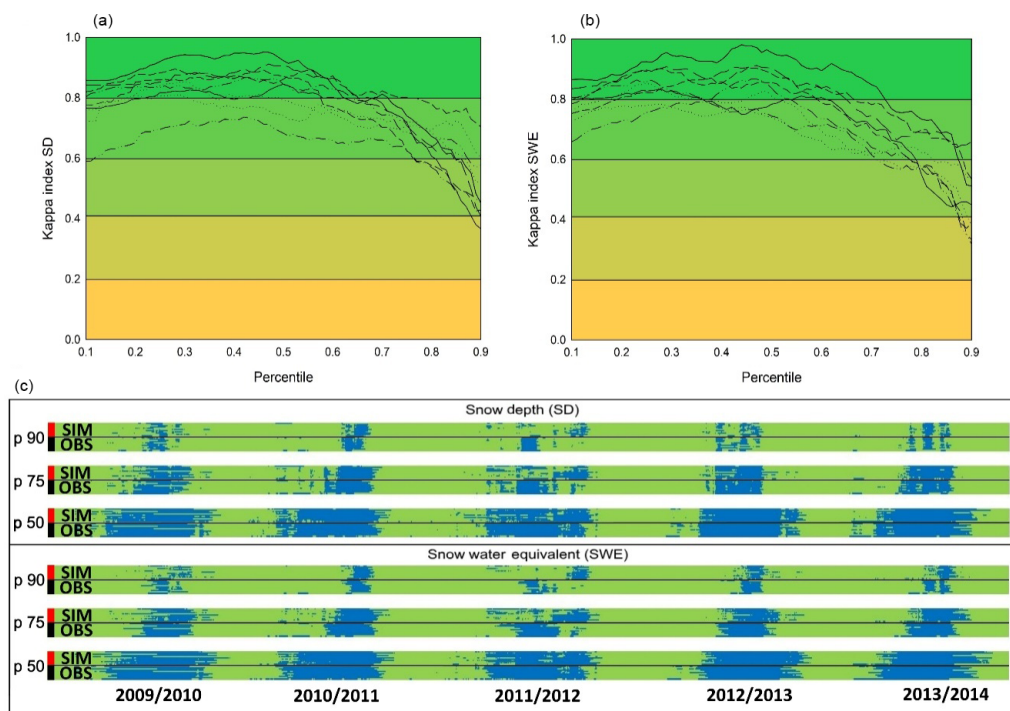 (a)
Kappa index SD
1.0
0.8
0.6
0.4
0.2
0.0
0.1 0.2 0.3 0.4 0.5 0.6 0.7 0.8 0.9
Percentile
(b)
Kappa index SWE
1.0
0.8
0.6
0.4
0.2
0.0
0.1 0.2 0.3 0.4 0.5 0.6 0.7 0.8 0.9
Percentile
(c)
Snow depth (SD)
p 90 SIM
OBS
p 75 SIM
OBS
p 50 SIM
OBS
Snow water equivalent (SWE)
p 90 SIM
OBS
p 75 SIM
OBS
p 50 SIM
OBS
2009/2010 2010/2011 2011/2012 2012/2013 2013/2014